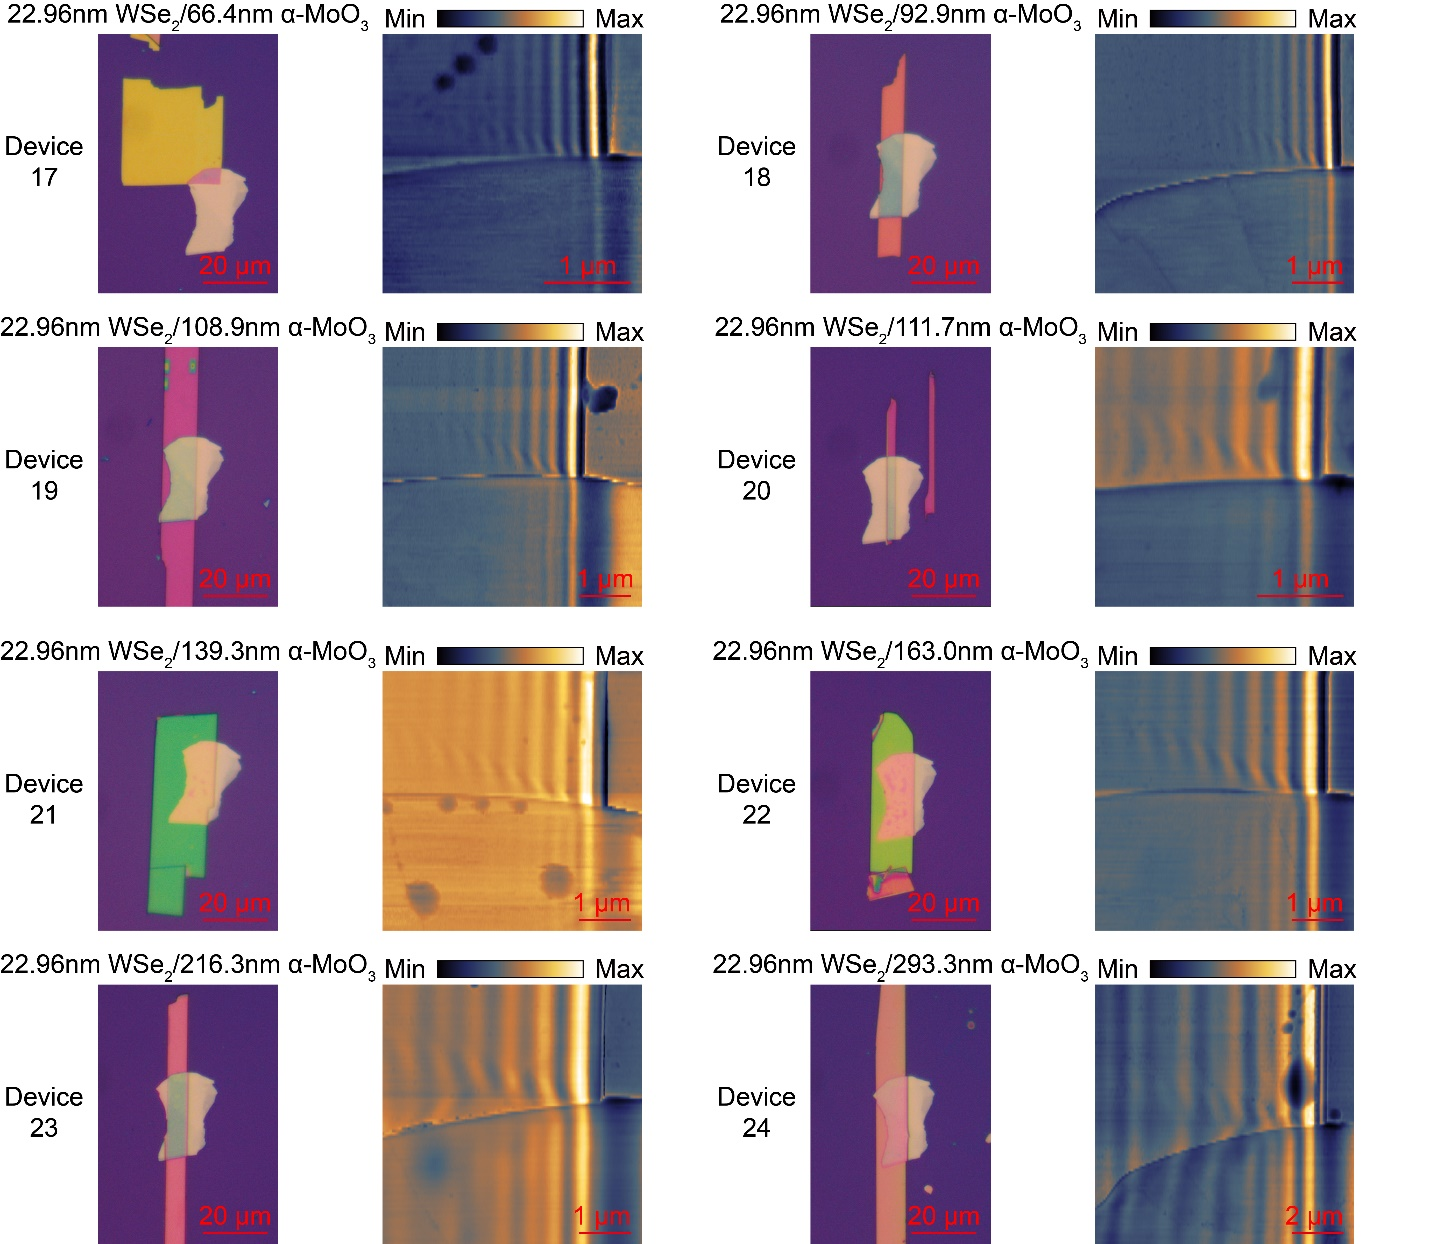 22.96nm WSe₂/66.4nm α-MoO₃ Min Max
Device 17
20 μm
1 μm
22.96nm WSe₂/92.9nm α-MoO₃ Min Max
Device 18
20 μm
1 μm
22.96nm WSe₂/108.9nm α-MoO₃ Min Max
Device 19
20 μm
1 μm
22.96nm WSe₂/111.7nm α-MoO₃ Min Max
Device 20
20 μm
1 μm
22.96nm WSe₂/139.3nm α-MoO₃ Min Max
Device 21
20 μm
1 μm
22.96nm WSe₂/163.0nm α-MoO₃ Min Max
Device 22
20 μm
1 μm
22.96nm WSe₂/216.3nm α-MoO₃ Min Max
Device 23
20 μm
1 μm
22.96nm WSe₂/293.3nm α-MoO₃ Min Max
Device 24
20 μm
2 μm